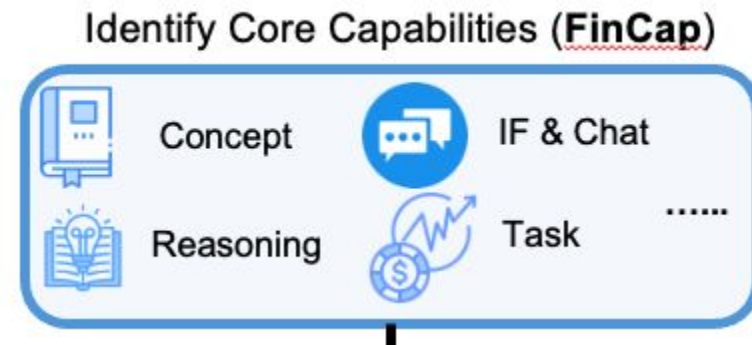 Identify Core Capabilities (FinCap)
Concept
IF & Chat
Reasoning
Task
......
$